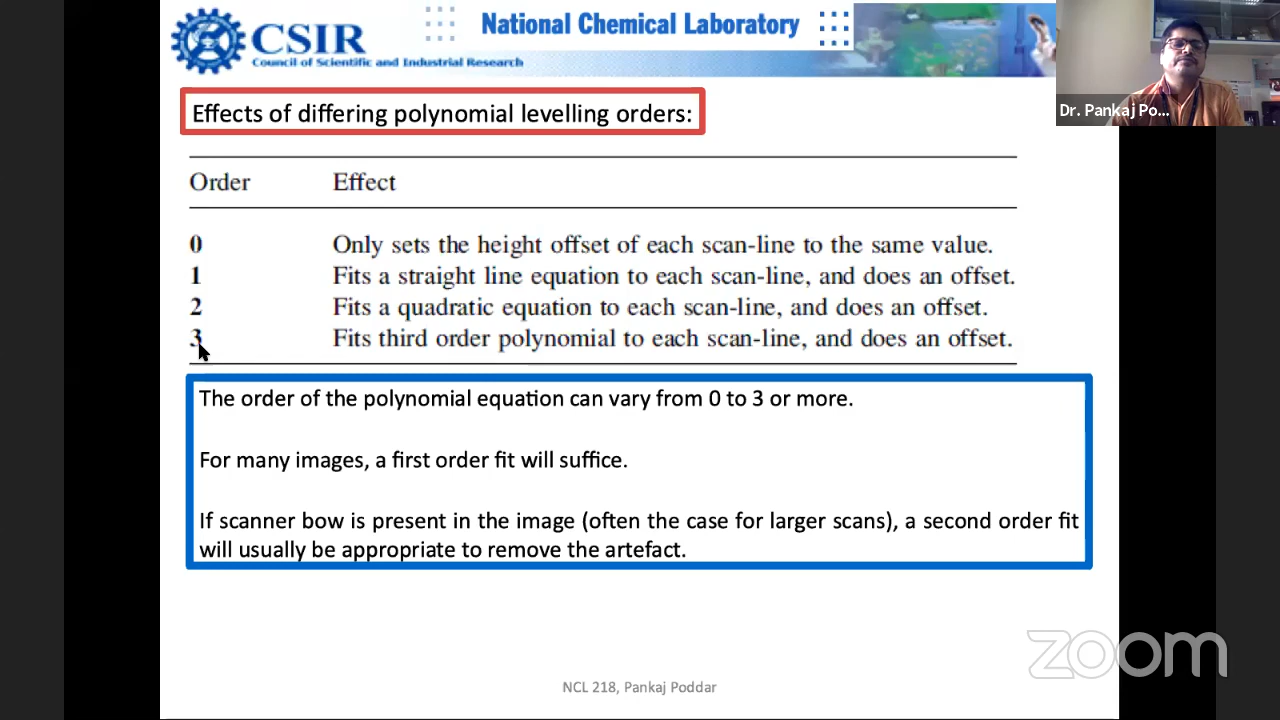 CSIR
Council of Scientific and Industrial Research
National Chemical Laboratory
Dr. Pankaj Po...
Effects of differing polynomial levelling orders:
Order Effect
0 Only sets the height offset of each scan-line to the same value.
1 Fits a straight line equation to each scan-line, and does an offset.
2 Fits a quadratic equation to each scan-line, and does an offset.
3 Fits third order polynomial to each scan-line, and does an offset.
The order of the polynomial equation can vary from 0 to 3 or more.
For many images, a first order fit will suffice.
If scanner bow is present in the image (often the case for larger scans), a second order fit
will usually be appropriate to remove the artefact.
zoom
NCL 218, Pankaj Poddar